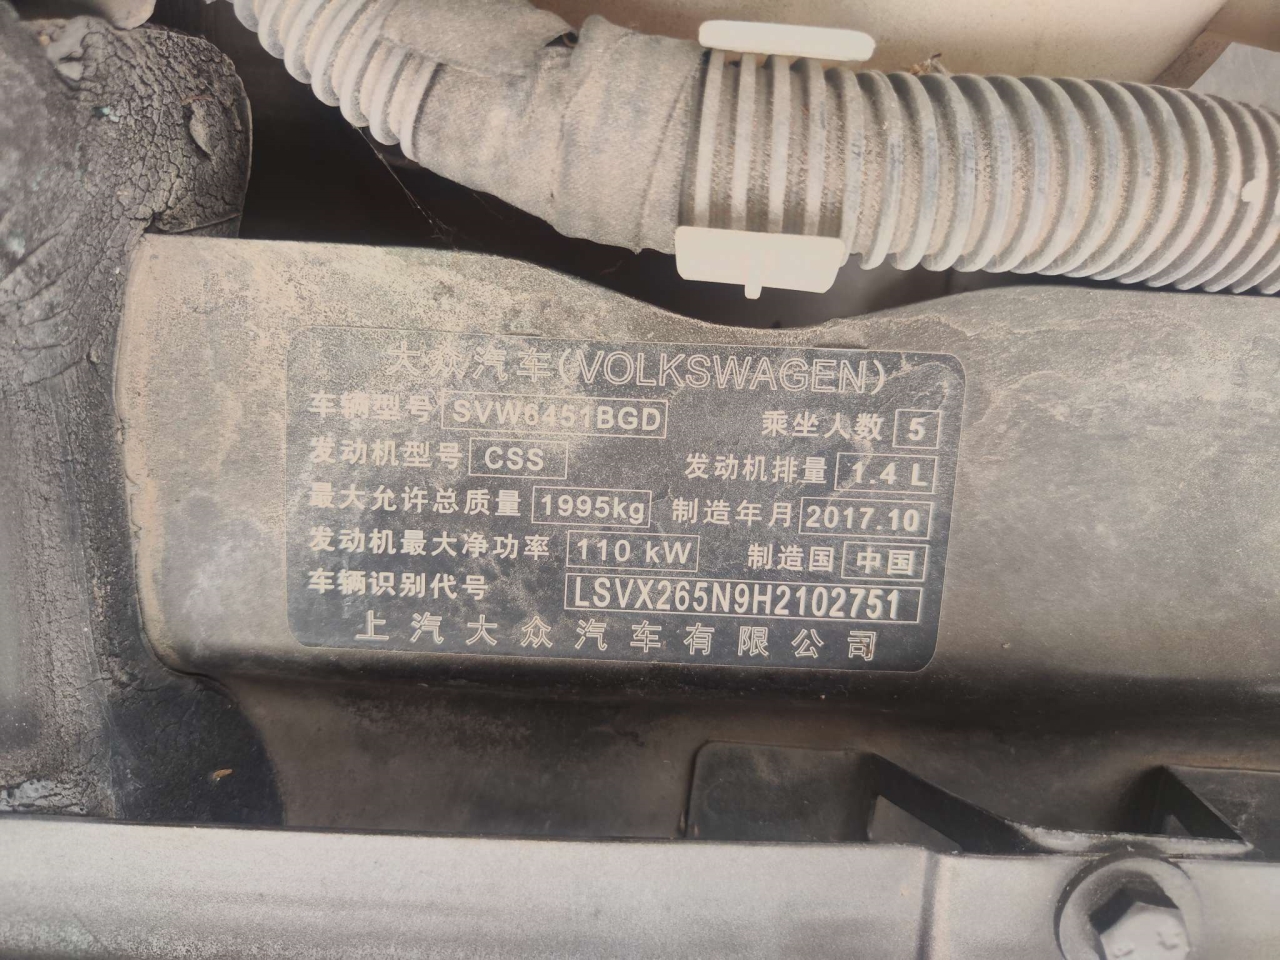 大众汽车(VOLKSWAGEN)
车辆型号 SVW6451BGD 乘坐人数 5
发动机型号 CSS 发动机排量 1.4 L
最大允许总质量 1995kg 制造年月 2017.10
发动机最大净功率 110 kW 制造国 中国
车辆识别代号 LSVX265N9H2102751
上汽大众汽车有限公司